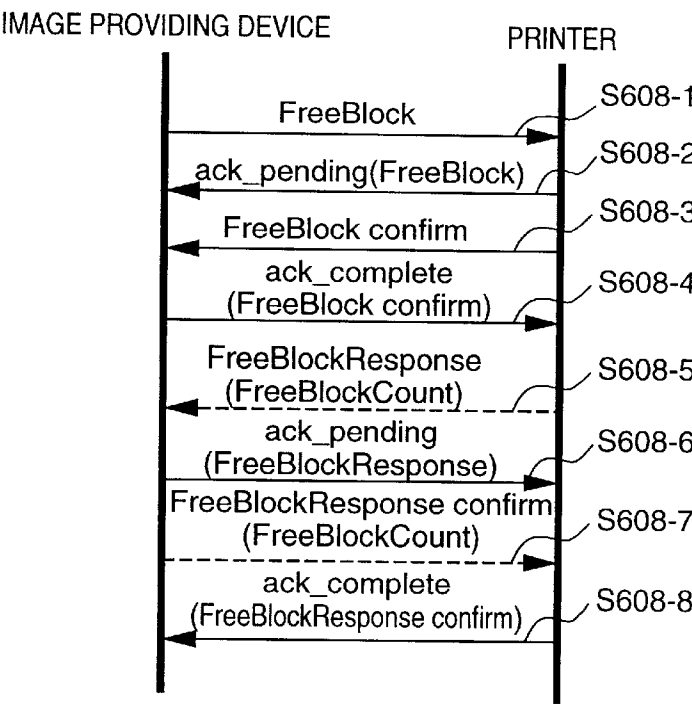 IMAGE PROVIDING DEVICE
PRINTER
FreeBlock
S608-1
ack_pending(FreeBlock)
S608-2
FreeBlock confirm
S608-3
ack_complete
(FreeBlock confirm)
S608-4
FreeBlockResponse
(FreeBlockCount)
S608-5
ack_pending
(FreeBlockResponse)
S608-6
FreeBlockResponse confirm
(FreeBlockCount)
S608-7
ack_complete
(FreeBlockResponse confirm)
S608-8